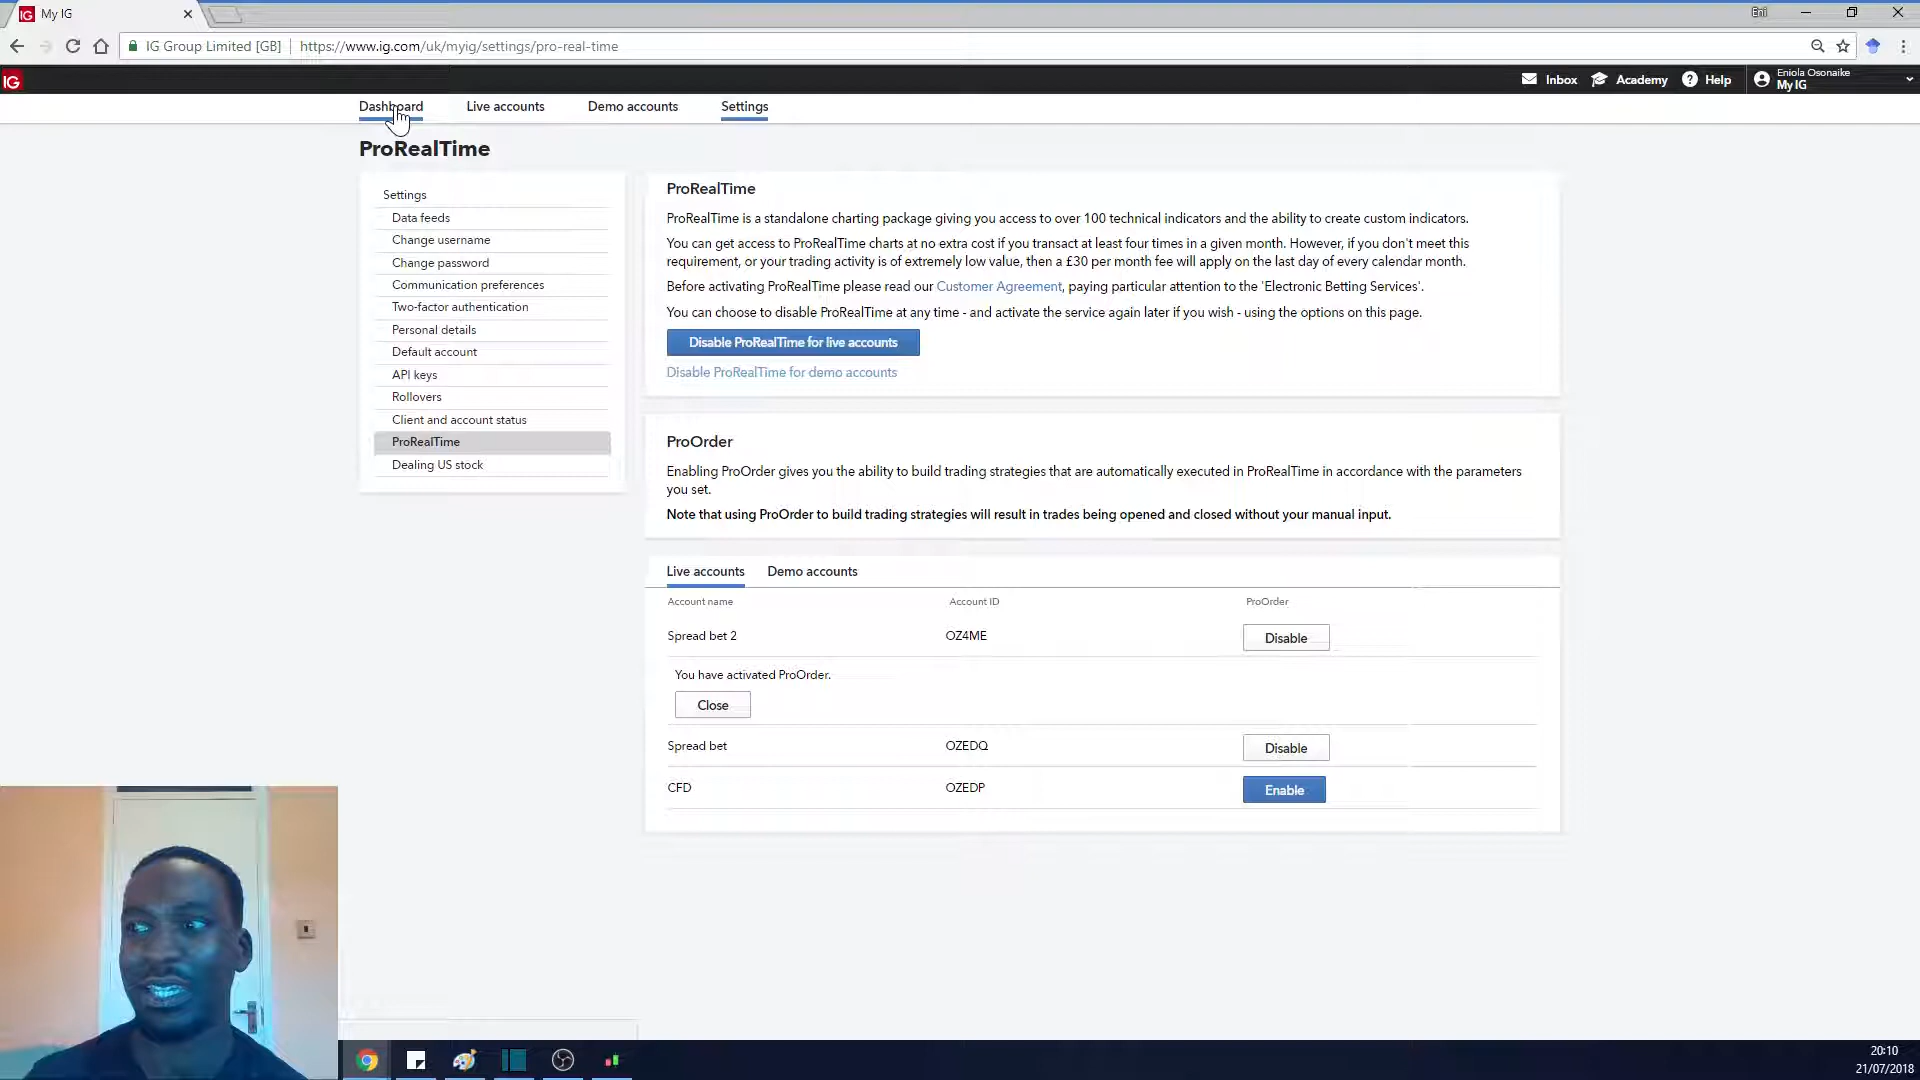 My IG
Eni
IG Group Limited [GB] https://www.ig.com/uk/myig/settings/pro-real-time
IG
Inbox Academy Help Eniola Osonaike
My IG
Dashboard Live accounts Demo accounts Settings
ProRealTime
Settings
Data feeds
Change username
Change password
Communication preferences
Two-factor authentication
Personal details
Default account
API keys
Rollovers
Client and account status
ProRealTime
Dealing US stock
ProRealTime
ProRealTime is a standalone charting package giving you access to over 100 technical indicators and the ability to create custom indicators.
You can get access to ProRealTime charts at no extra cost if you transact at least four times in a given month. However, if you don't meet this
requirement, or your trading activity is of extremely low value, then a £30 per month fee will apply on the last day of every calendar month.
Before activating ProRealTime please read our Customer Agreement, paying particular attention to the 'Electronic Betting Services'.
You can choose to disable ProRealTime at any time - and activate the service again later if you wish - using the options on this page.
Disable ProRealTime for live accounts
Disable ProRealTime for demo accounts
ProOrder
Enabling ProOrder gives you the ability to build trading strategies that are automatically executed in ProRealTime in accordance with the parameters
you set.
Note that using ProOrder to build trading strategies will result in trades being opened and closed without your manual input.
Live accounts Demo accounts
Account name Account ID ProOrder
Spread bet 2 OZ4ME Disable
You have activated ProOrder.
Close
Spread bet OZEDQ Disable
CFD OZEDP Enable
20:10
21/07/2018